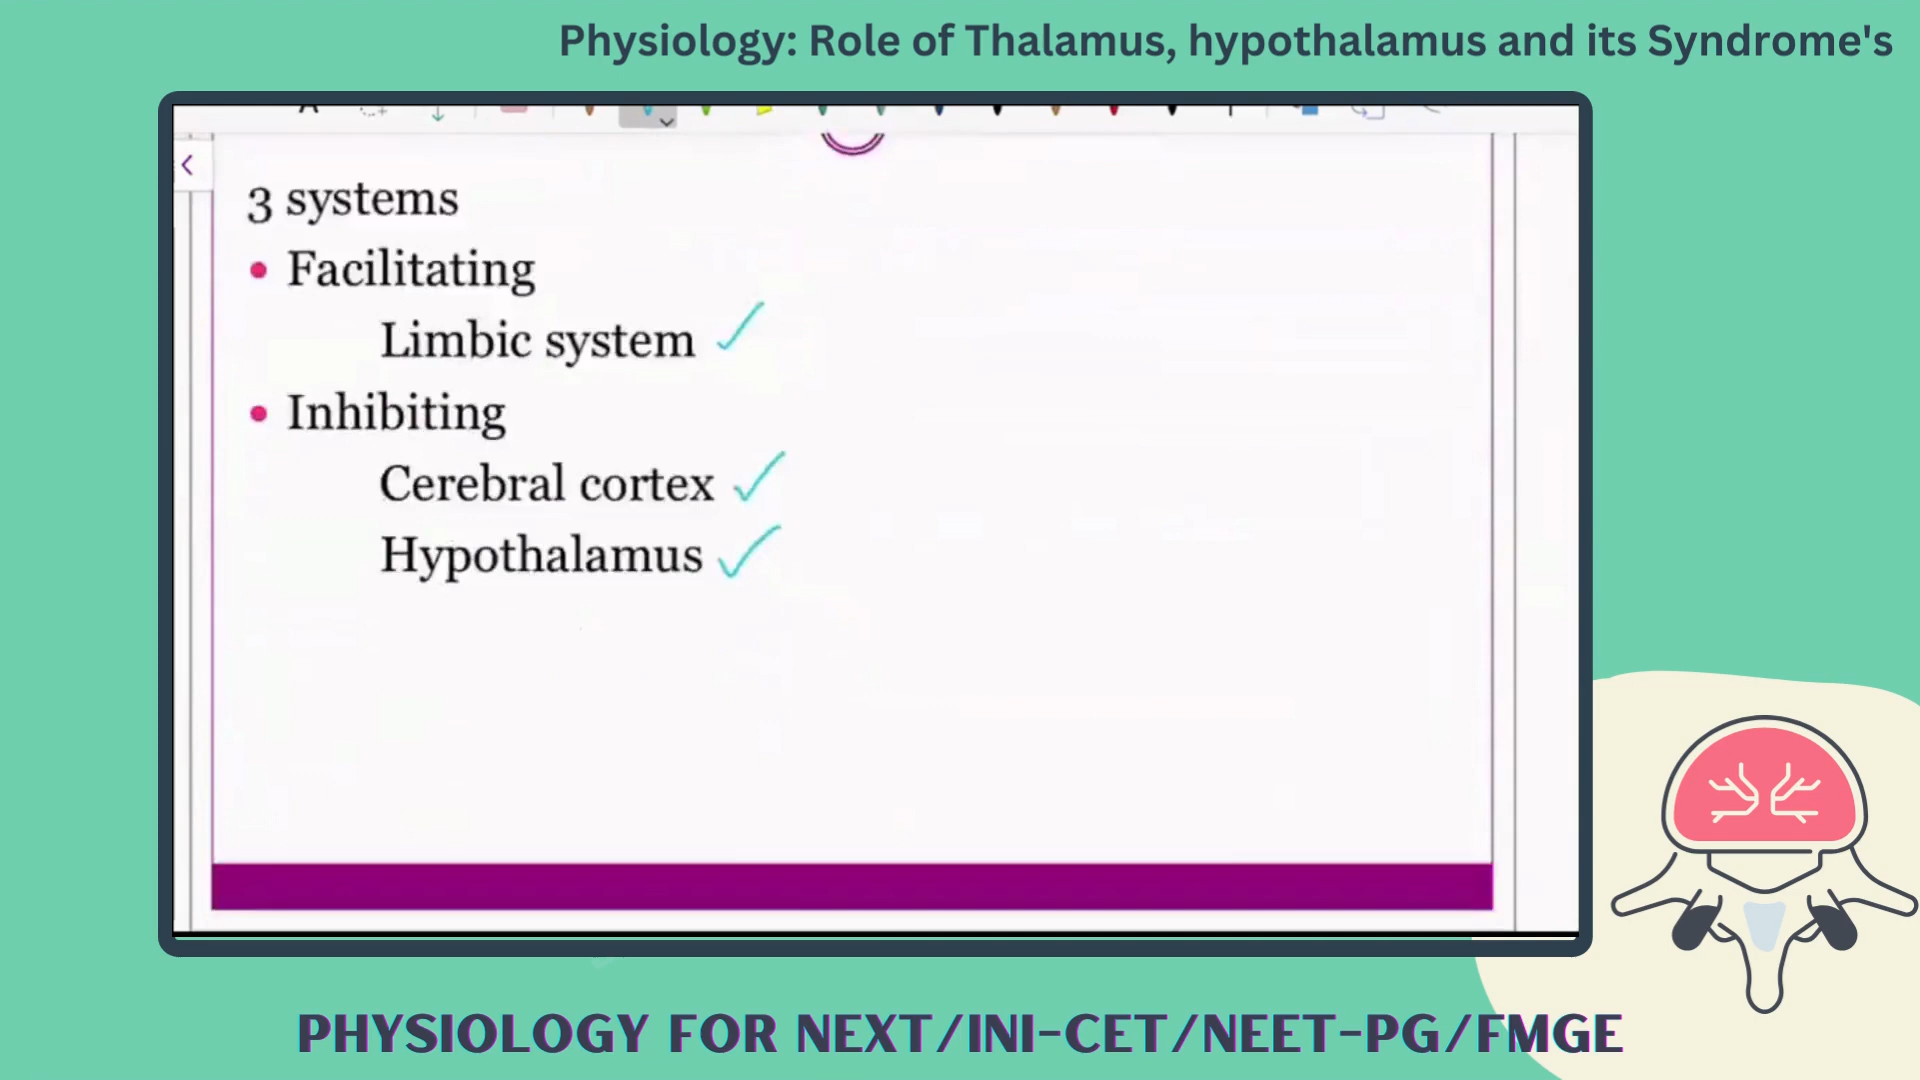 Physiology: Role of Thalamus, hypothalamus and its Syndrome's
3 systems
• Facilitating
Limbic system
• Inhibiting
Cerebral cortex
Hypothalamus
PHYSIOLOGY FOR NEXT/INI-CET/NEET-PG/FMGE